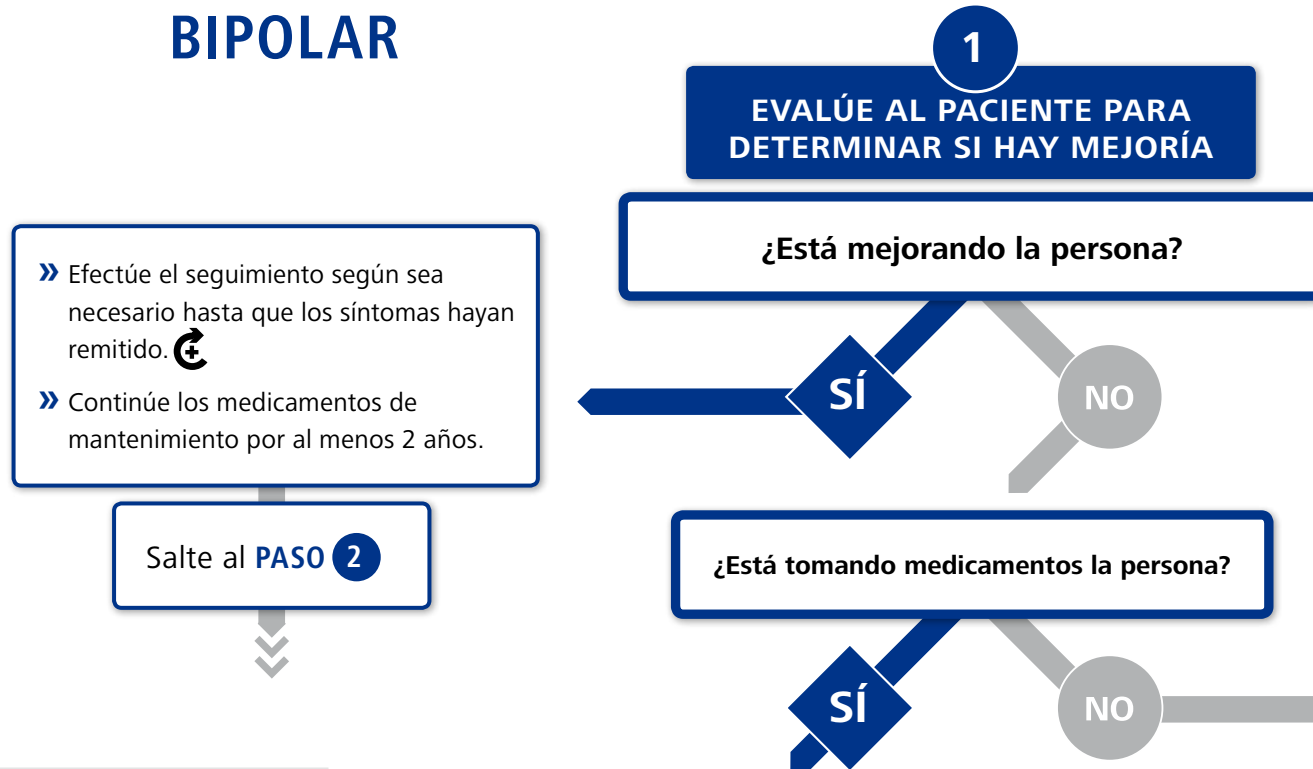 BIPOLAR
1
EVALÚE AL PACIENTE PARA
DETERMINAR SI HAY MEJORÍA
¿Está mejorando la persona?
SÍ
NO
» Efectúe el seguimiento según sea
necesario hasta que los síntomas hayan
remitido.
» Continúe los medicamentos de
mantenimiento por al menos 2 años.
Salte al PASO 2
¿Está tomando medicamentos la persona?
SÍ
NO